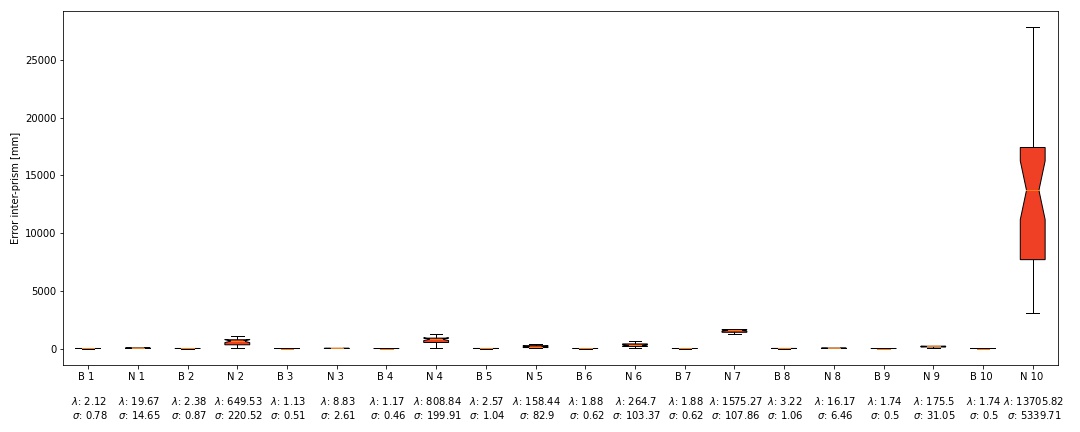 Error inter-prism [mm]
25000
20000
15000
10000
5000
0
B 1 N 1 B 2 N 2 B 3 N 3 B 4 N 4 B 5 N 5 B 6 N 6 B 7 N 7 B 8 N 8 B 9 N 9 B 10 N 10
λ: 2.12 λ: 19.67 λ: 2.38 λ: 649.53 λ: 1.13 λ: 8.83 λ: 1.17 λ: 808.84 λ: 2.57 λ: 158.44 λ: 1.88 λ: 264.7 λ: 1.88 λ: 1575.27 λ: 3.22 λ: 16.17 λ: 1.74 λ: 175.5 λ: 1.74 λ: 13705.82
σ: 0.78 σ: 14.65 σ: 0.87 σ: 220.52 σ: 0.51 σ: 2.61 σ: 0.46 σ: 199.91 σ: 1.04 σ: 82.9 σ: 0.62 σ: 103.37 σ: 0.62 σ: 107.86 σ: 1.06 σ: 6.46 σ: 0.5 σ: 31.05 σ: 0.5 σ: 5339.71